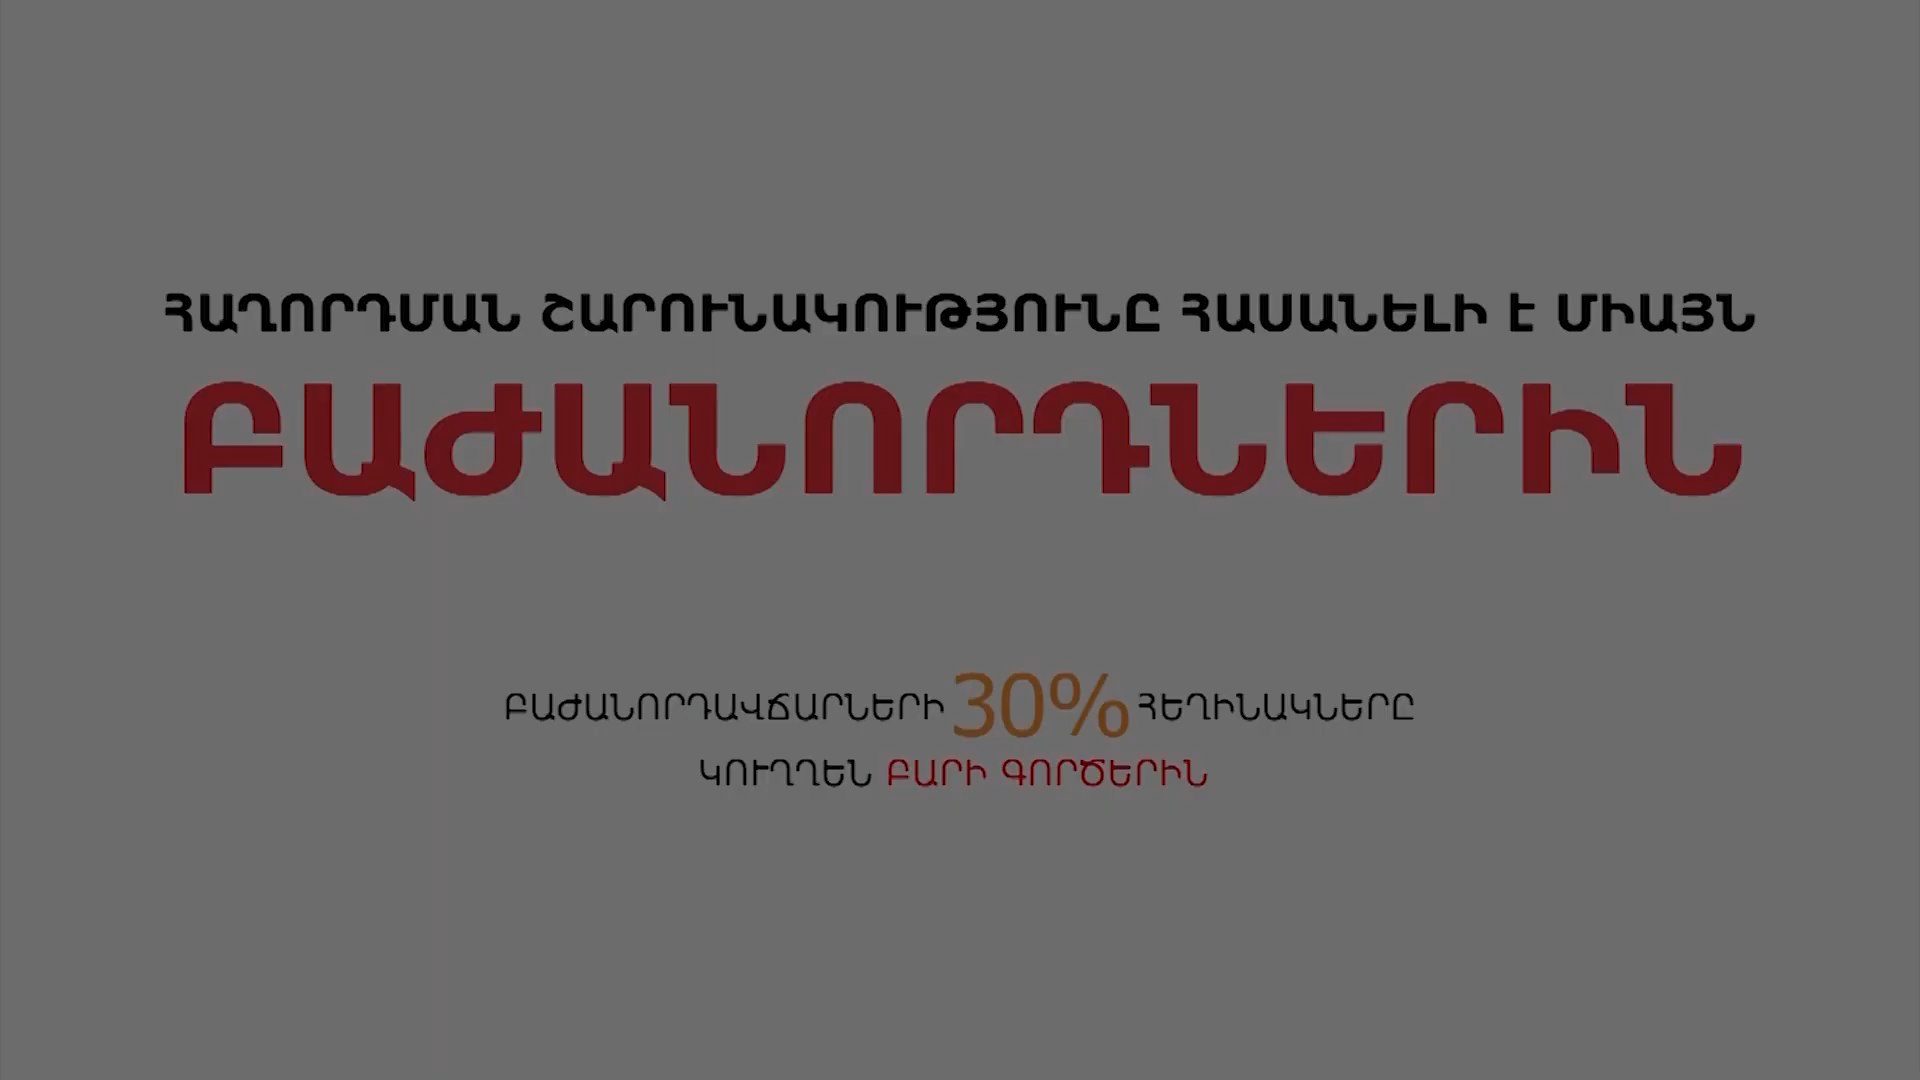 ՀԱՂՈՐԴՄԱՆ ՇԱՐՈՒՆԱԿՈՒԹՅՈՒՆԸ ՀԱՍԱՆԵԼԻ Է ՄԻԱՅՆ
ԲԱԺԱՆՈՐԴՆԵՐԻՆ
ԲԱԺԱՆՈՐԴԱՎՃԱՐՆԵՐԻ 30% ՀԵՂԻՆԱԿՆԵՐԸ
ԿՈՒՂՂԵՆ ԲԱՐԻ ԳՈՐԾԵՐԻՆ